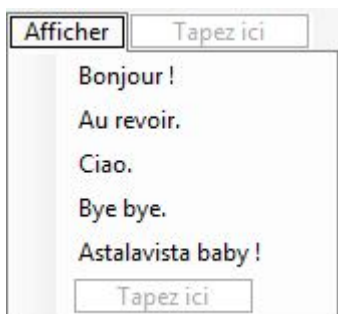 Afficher Tapez ici
Bonjour !
Au revoir.
Ciao.
Bye bye.
Astalavista baby !
Tapez ici